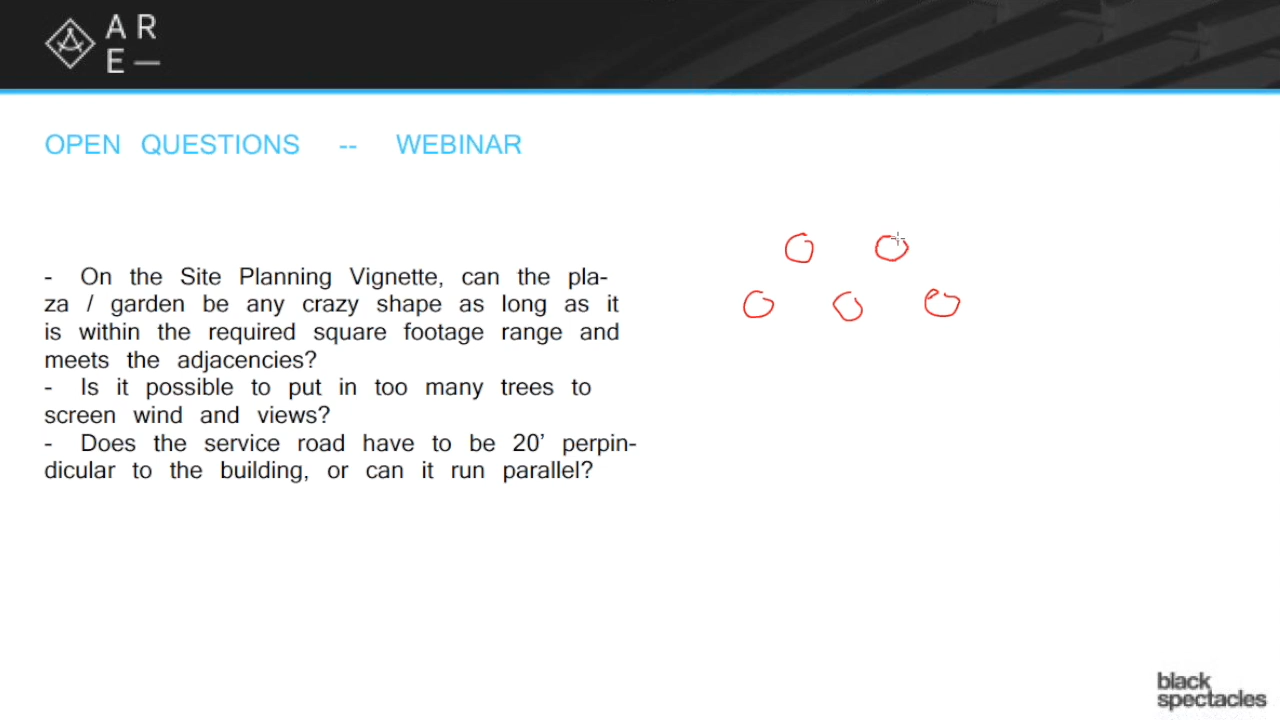 A R
E —
OPEN QUESTIONS -- WEBINAR
- On the Site Planning Vignette, can the pla-
za / garden be any crazy shape as long as it
is within the required square footage range and
meets the adjacencies?
- Is it possible to put in too many trees to
screen wind and views?
- Does the service road have to be 20’ perpin-
dicular to the building, or can it run parallel?
black
spectacles